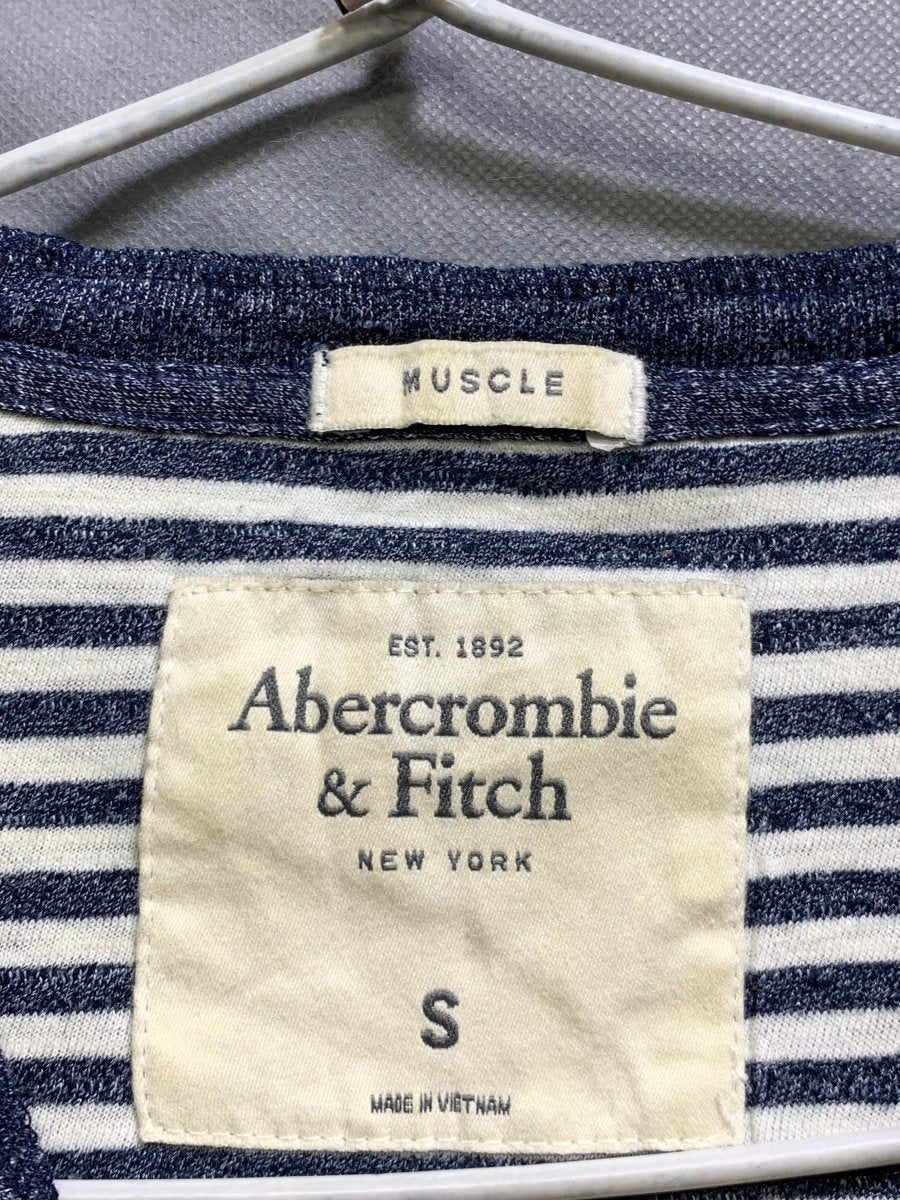 MUSCLE
EST. 1892
Abercrombie
& Fitch
NEW YORK
S
MADE IN VIETNAM